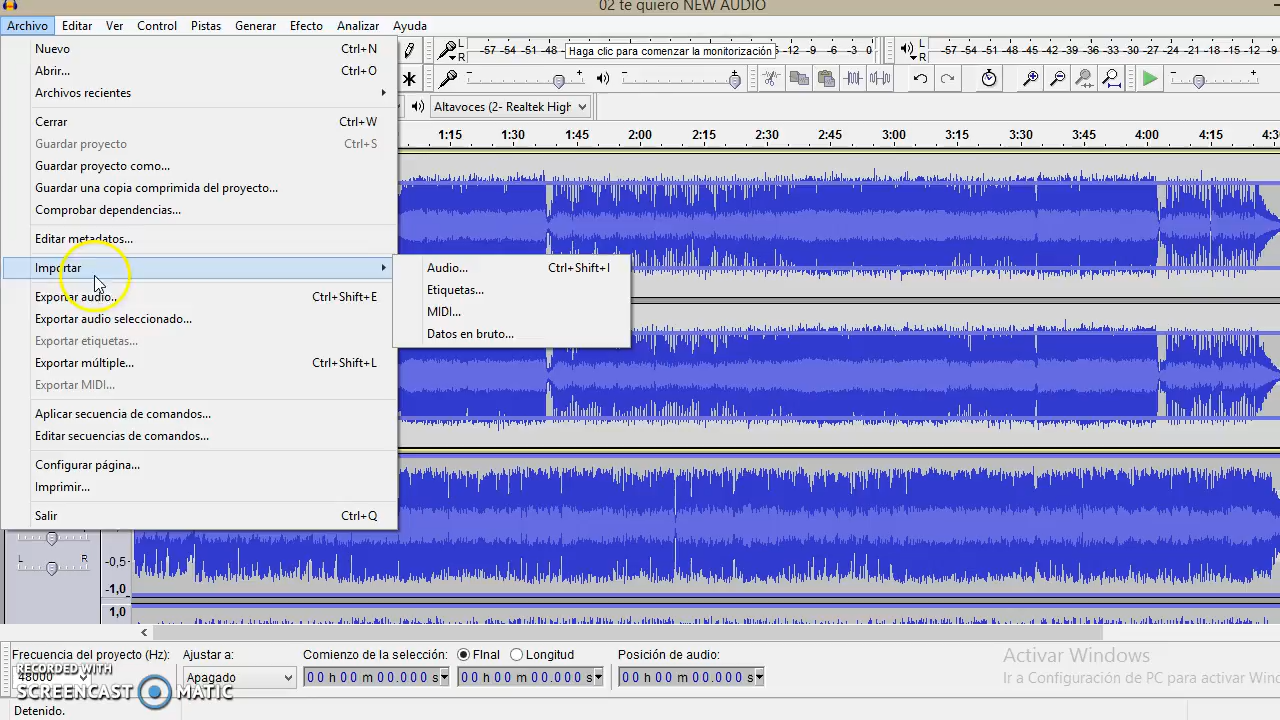 02 te quiero NEW AUDIO
Archivo Editar Ver Control Pistas Generar Efecto Analizar Ayuda
Nuevo Ctrl+N
Abrir... Ctrl+O
Archivos recientes
Cerrar Ctrl+W
Guardar proyecto Ctrl+S
Guardar proyecto como...
Guardar una copia comprimida del proyecto...
Comprobar dependencias...
Editar metadatos...
Importar
Exportar audio... Ctrl+Shift+E
Exportar audio seleccionado...
Exportar etiquetas...
Exportar múltiple... Ctrl+Shift+L
Exportar MIDI...
Aplicar secuencia de comandos...
Editar secuencias de comandos...
Configurar página...
Imprimir...
Salir Ctrl+Q
Audio... Ctrl+Shift+I
Etiquetas...
MIDI...
Datos en bruto...
L
R
-57 -54 -51 -48 Haga clic para comenzar la monitorización -12 -9 -6 -3 0
L
R
-57 -54 -51 -48 -45 -42 -39 -36 -33 -30 -27 -24 -21 -18 -15 -12 -9
- + - + - +
Altavoces (2- Realtek High
1:15 1:30 1:45 2:00 2:15 2:30 2:45 3:00 3:15 3:30 3:45 4:00 4:15
L R
-0,5
-1,0
1,0
Frecuencia del proyecto (Hz): Ajustar a: Comienzo de la selección: FInal Longitud Posición de audio:
48000 Apagado 00 h 00 m 00.000 s 00 h 00 m 00.000 s 00 h 00 m 00.000 s
RECORDED WITH
SCREENCAST MATIC
Activar Windows
Ir a Configuración de PC para activar Win
Detenido.